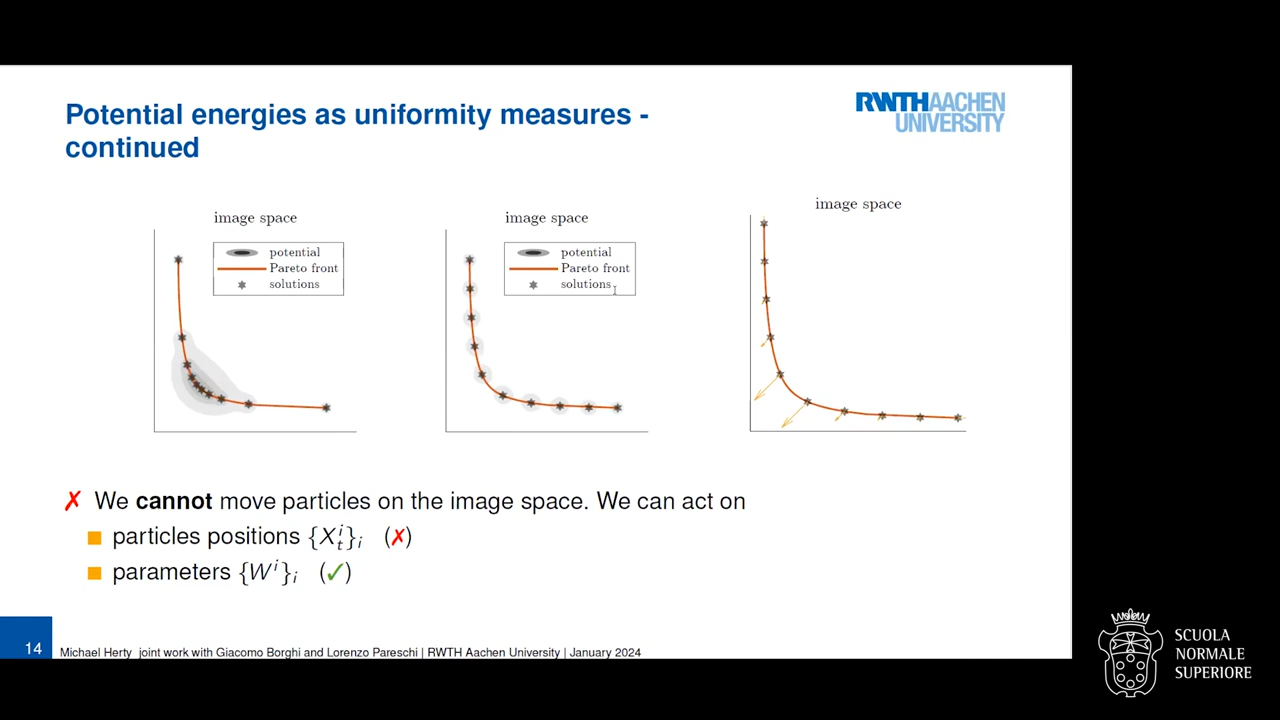 Potential energies as uniformity measures -
continued
RWTHAACHEN
UNIVERSITY
image space
potential
Pareto front
solutions
image space
potential
Pareto front
solutions
image space
✗ We cannot move particles on the image space. We can act on
particles positions {X_t^i}_i (✗)
parameters {W^i}_i (✓)
14
Michael Herty joint work with Giacomo Borghi and Lorenzo Pareschi | RWTH Aachen University | January 2024
SCUOLA
NORMALE
SUPERIORE